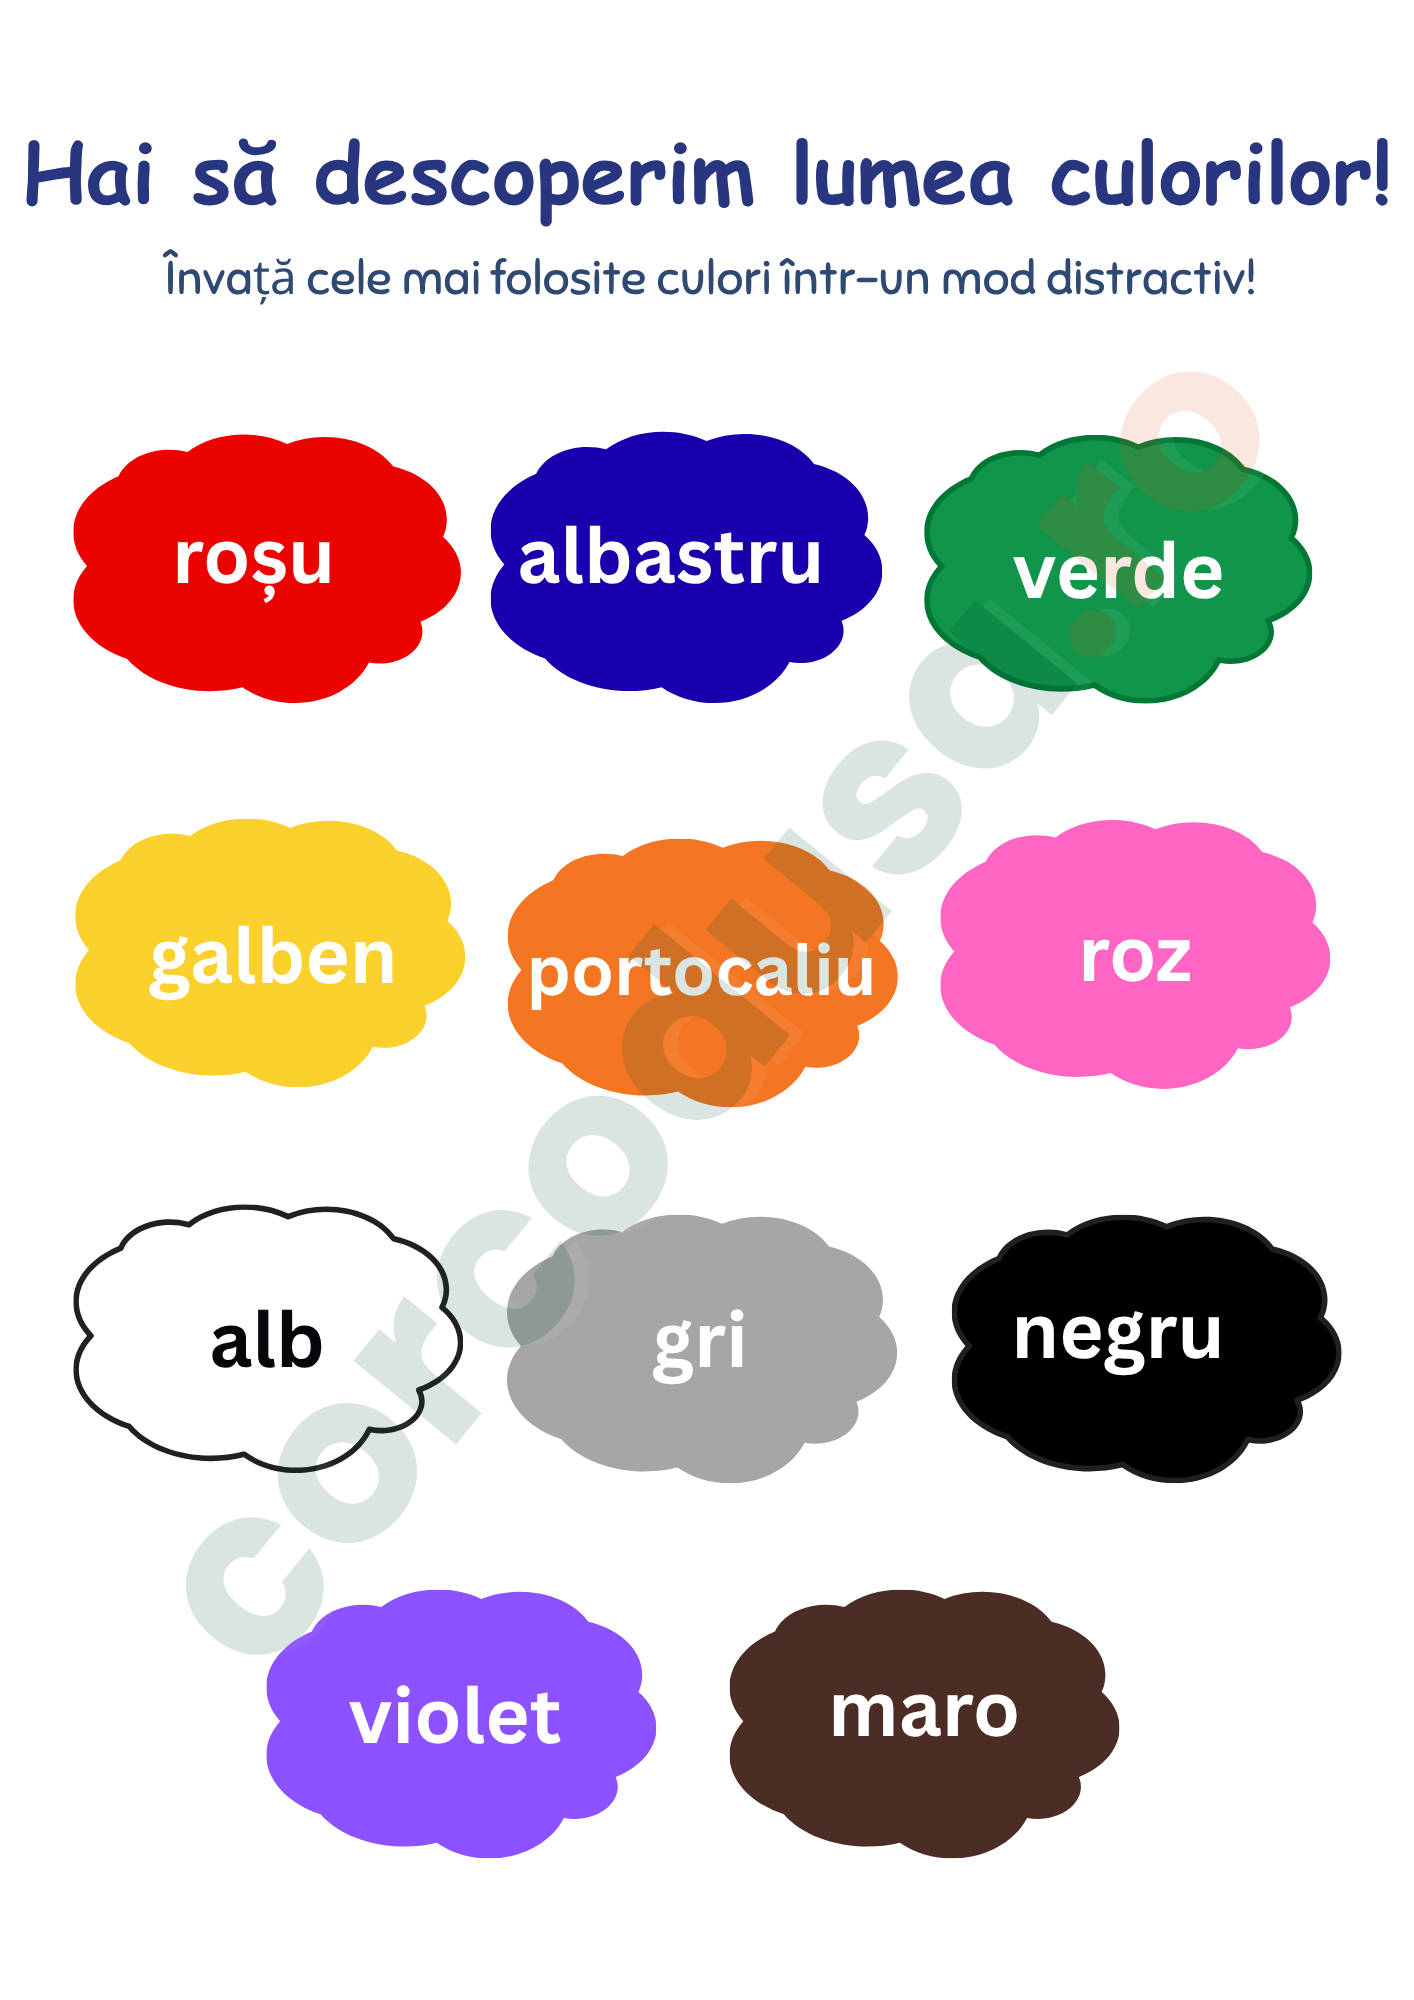 Hai să descoperim lumea culorilor!
Învață cele mai folosite culori într-un mod distractiv!
roșu
albastru
verde
galben
portocaliu
roz
alb
gri
negru
violet
maro
corcodusa.ro